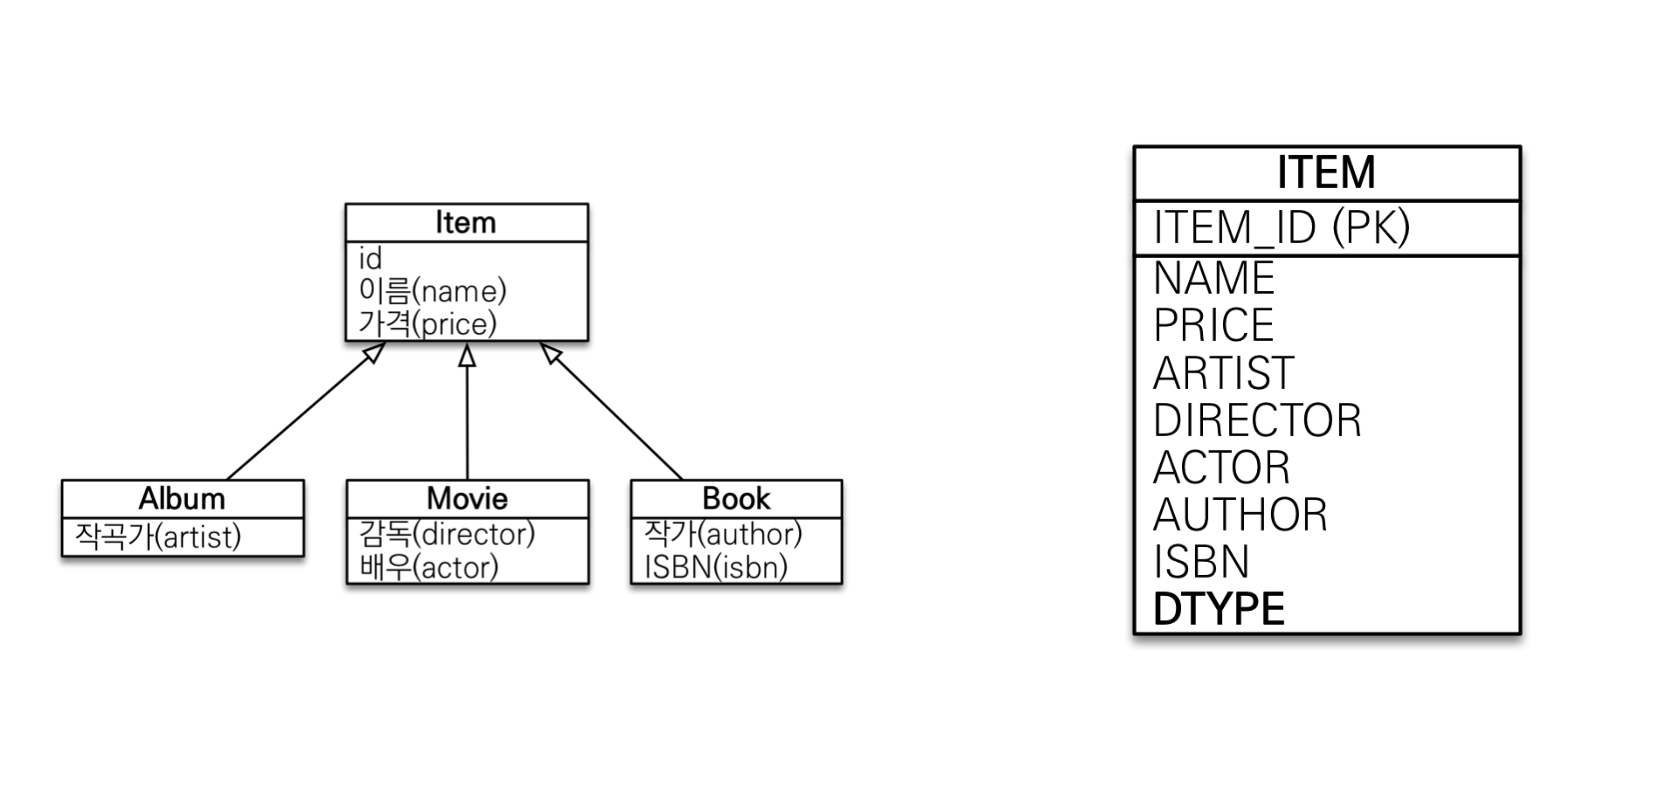 Item
id
이름(name)
가격(price)
Album
작곡가(artist)
Movie
감독(director)
배우(actor)
Book
작가(author)
ISBN(isbn)
ITEM
ITEM_ID (PK)
NAME
PRICE
ARTIST
DIRECTOR
ACTOR
AUTHOR
ISBN
DTYPE